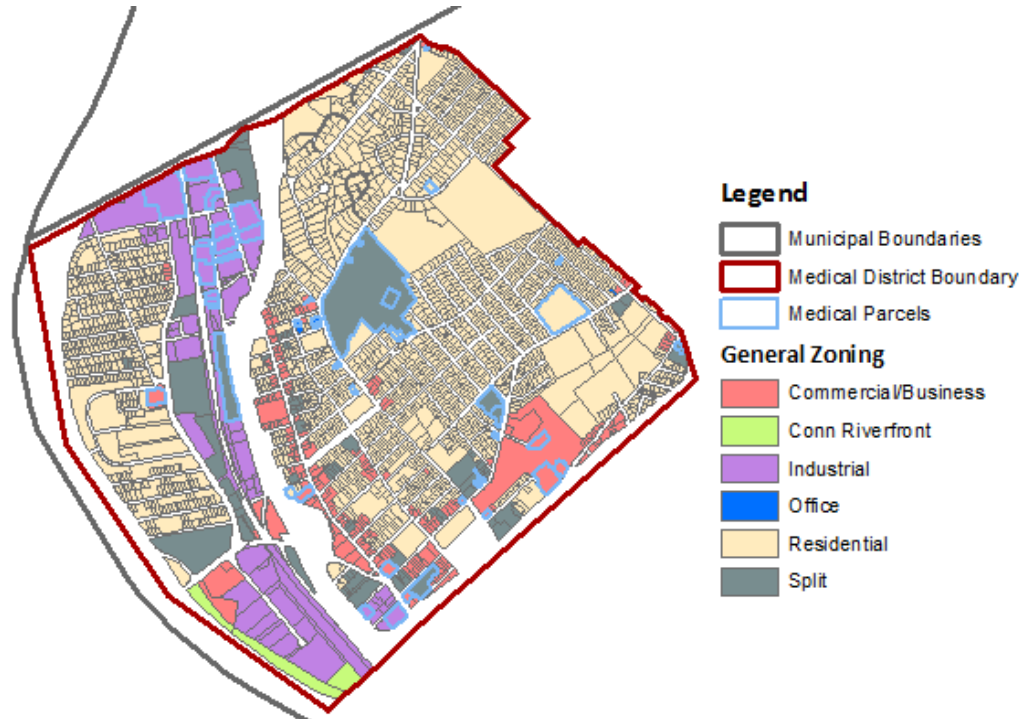 Legend
Municipal Boundaries
Medical District Boundary
Medical Parcels
General Zoning
Commercial/Business
Conn Riverfront
Industrial
Office
Residential
Split